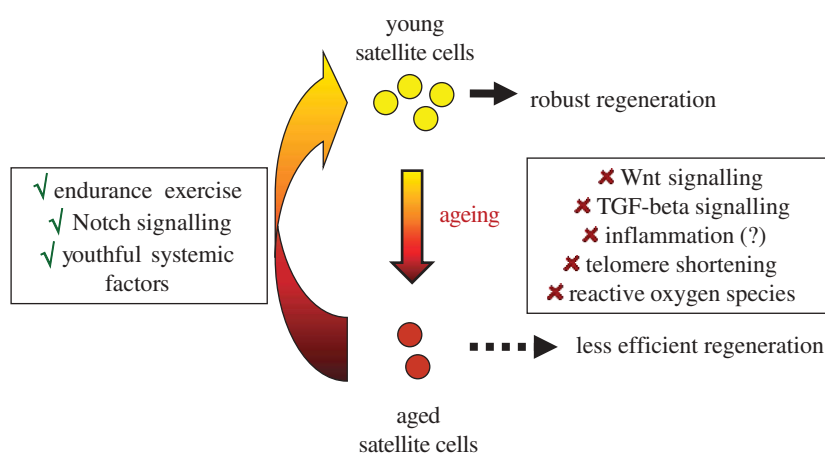 young
satellite cells
robust regeneration
√ endurance exercise
√ Notch signalling
√ youthful systemic
factors
ageing
✘ Wnt signalling
✘ TGF-beta signalling
✘ inflammation (?)
✘ telomere shortening
✘ reactive oxygen species
less efficient regeneration
aged
satellite cells